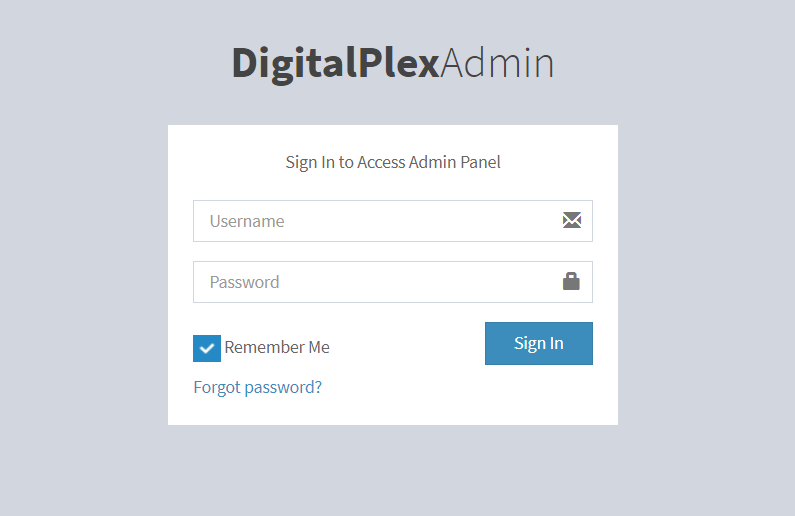 DigitalPlexAdmin
Sign In to Access Admin Panel
Username
Password
Remember Me
Sign In
Forgot password?